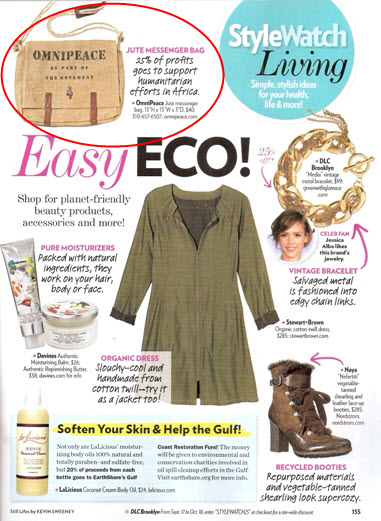 OMNIPEACE
BE PART OF
THE MOVEMENT
JUTE MESSENGER BAG
25% of profits
goes to support
humanitarian
efforts in Africa.
• OmniPeace Jute messenger
bag, 15"H x 15"W x 3"D, $40.
310-657-6507; omnipeace.com
StyleWatch
Living
Simple, stylish ideas
for your health,
life & more!
Easy ECO!
Shop for planet-friendly
beauty products,
accessories and more!
25%
off*
• DLC
Brooklyn
"Media" vintage
metal bracelet, $99;
greenwithglamour
.com
CELEB FAN
Jessica
Alba likes
this brand's
jewelry.
VINTAGE BRACELET
Salvaged metal
is fashioned into
edgy chain links.
PURE MOISTURIZERS
Packed with natural
ingredients, they
work on your hair,
body or face.
• Davines Authentic
Moisturising Balm, $26;
Authentic Replenishing Butter,
$38; davines.com for info.
ORGANIC DRESS
Slouchy-cool and
handmade from
cotton twill—try it
as a jacket too!
• Stewart+Brown
Organic cotton twill dress,
$285; stewartbrown.com
• Naya
"Nefertiti"
vegetable-
tanned
shearling and
leather lace-up
booties, $285;
Nordstrom,
nordstrom.com
RECYCLED BOOTIES
Repurposed materials
and vegetable-tanned
shearling look supercozy.
LaLicious
Soften Your Skin & Help the Gulf!
Not only are LaLicious' moistur-
izing body oils 100% natural and
totally paraben- and sulfate-free,
but 20% of proceeds from each
bottle goes to EarthShare's Gulf
Coast Restoration Fund! The money
will be given to environmental and
conservation charities involved in
oil spill cleanup efforts in the Gulf.
Visit earthshare.org for more info.
• LaLicious Coconut Cream Body Oil, $24; lalicious.com
Still Lifes by KEVIN SWEENEY
• DLC Brooklyn From Sept. 17 to Oct. 18, enter "STYLEWATCH25" at checkout for a site-wide discount.
155